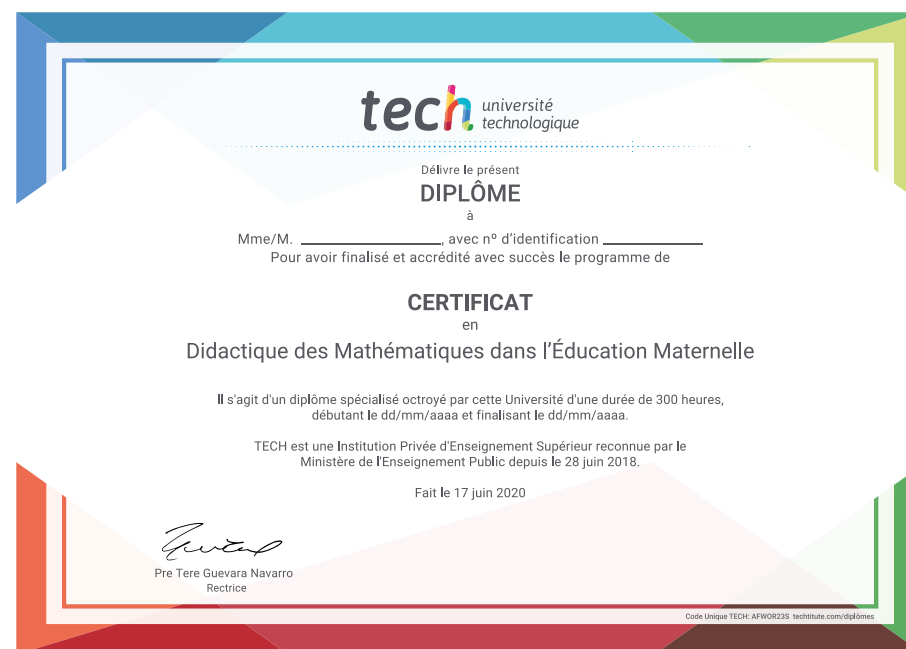 tech université
technologique
Délivre le présent
DIPLÔME
à
Mme/M. ____________________, avec nº d'identification ______________
Pour avoir finalisé et accrédité avec succès le programme de
CERTIFICAT
en
Didactique des Mathématiques dans l'Éducation Maternelle
Il s'agit d'un diplôme spécialisé octroyé par cette Université d'une durée de 300 heures,
débutant le dd/mm/aaaa et finalisant le dd/mm/aaaa.
TECH est une Institution Privée d'Enseignement Supérieur reconnue par le
Ministère de l'Enseignement Public depuis le 28 juin 2018.
Fait le 17 juin 2020
Pre Tere Guevara Navarro
Rectrice
Code Unique TECH: AFWOR23S techtitute.com/diplômes